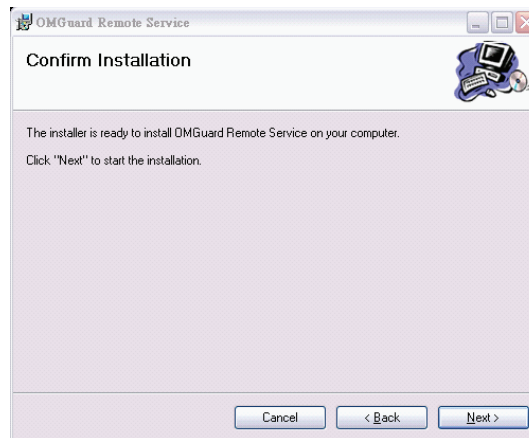 OMGuard Remote Service
Confirm Installation
The installer is ready to install OMGuard Remote Service on your computer.
Click "Next" to start the installation.
Cancel
< Back
Next >